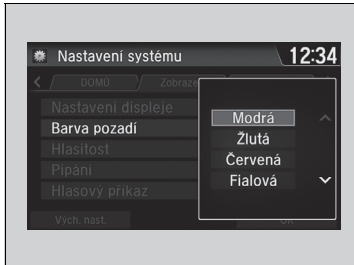 Nastavení systému 12:34
DOMŮ Zobraze
Nastavení displeje
Barva pozadí
Hlasitost
Pípání
Hlasový příkaz
Modrá
Žlutá
Červená
Fialová
Vých. nast. OK